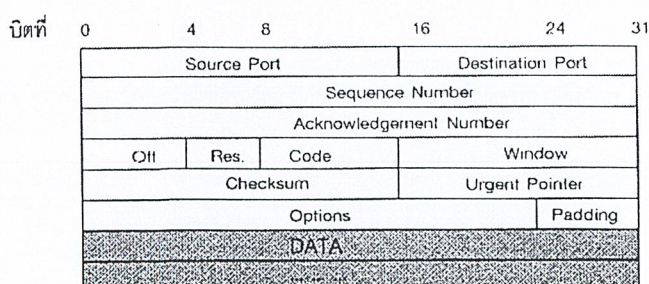 บิตที่ 0 4 8 16 24 31
Source Port Destination Port
Sequence Number
Acknowledgement Number
Off Res. Code Window
Checksum Urgent Pointer
Options Padding
DATA